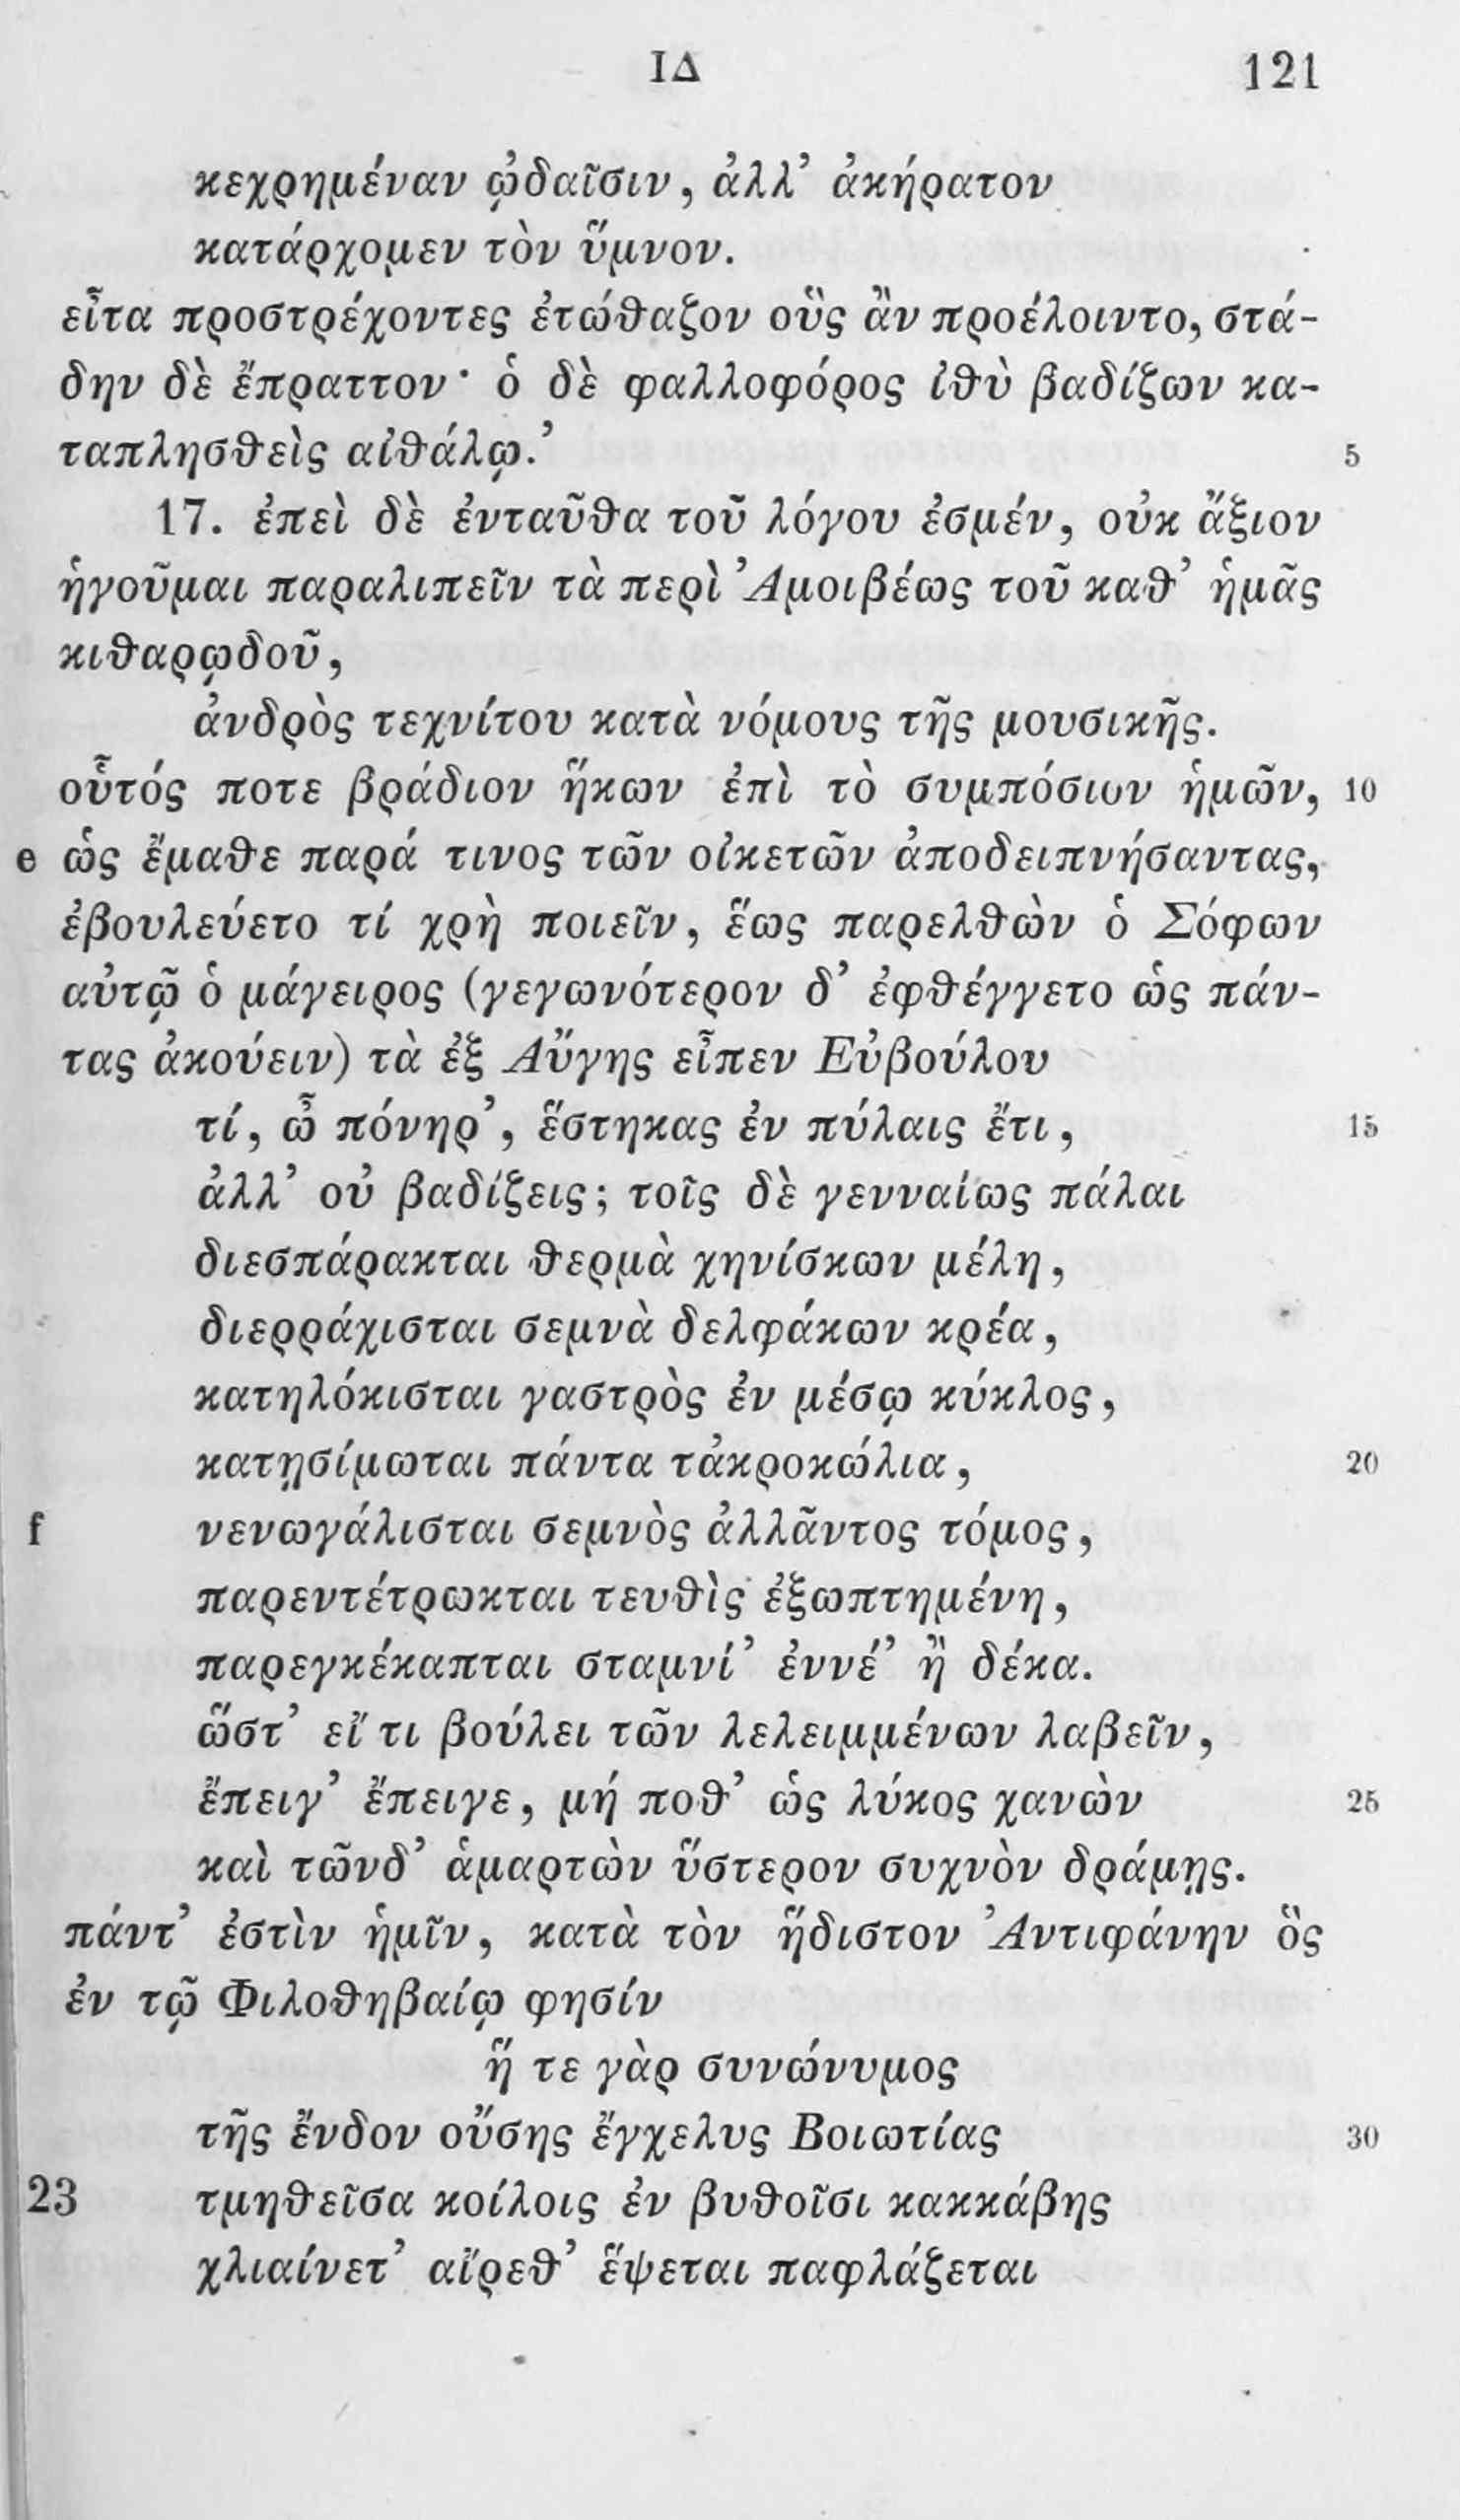 ΙΔ 121
κεχρημέναν ᾠδαῖσιν, ἀλλ’ ἀκήρατον
κατάρχομεν τὸν ὕμνον.
εἶτα προστρέχοντες ἐτώθαζον οὓς ἂν προέλοιντο, στά-
δην δὲ ἔπραττον· ὁ δὲ φαλλοφόρος ἰθὺ βαδίζων κα-
ταπλησθεὶς αἰθάλῳ.’ 5
17. ἐπεὶ δὲ ἐνταῦθα τοῦ λόγου ἐσμέν, οὐκ ἄξιον
ἡγοῦμαι παραλιπεῖν τὰ περὶ Ἀμοιβέως τοῦ καθ’ ἡμᾶς
κιθαρῳδοῦ,
ἀνδρὸς τεχνίτου κατὰ νόμους τῆς μουσικῆς.
οὗτός ποτε βράδιον ἥκων ἐπὶ τὸ συμπόσιον ἡμῶν, 10
e ὡς ἔμαθε παρά τινος τῶν οἰκετῶν ἀποδειπνήσαντας,
ἐβουλεύετο τί χρὴ ποιεῖν, ἕως παρελθὼν ὁ Σόφων
αὐτῷ ὁ μάγειρος (γεγωνότερον δ’ ἐφθέγγετο ὡς πάν-
τας ἀκούειν) τὰ ἐξ Αὔγης εἶπεν Εὐβούλου
τί, ὦ πόνηρ’, ἕστηκας ἐν πύλαις ἔτι, 15
ἀλλ’ οὐ βαδίζεις; τοῖς δὲ γενναίως πάλαι
διεσπάρακται θερμὰ χηνίσκων μέλη,
διερράχισται σεμνὰ δελφάκων κρέα,
κατηλόκισται γαστρὸς ἐν μέσῳ κύκλος,
κατῃσίμωται πάντα τἀκροκώλια, 20
f νενωγάλισται σεμνὸς ἀλλᾶντος τόμος,
παρεντέτρωκται τευθὶς ἐξωπτημένη,
παρεγκέκαπται σταμνί’ ἐννέ’ ἢ δέκα.
ὥστ’ εἴ τι βούλει τῶν λελειμμένων λαβεῖν,
ἔπειγ’ ἔπειγε, μή ποθ’ ὡς λύκος χανὼν 25
καὶ τῶνδ’ ἁμαρτὼν ὕστερον συχνὸν δράμῃς.
πάντ’ ἐστὶν ἡμῖν, κατὰ τὸν ἥδιστον Ἀντιφάνην ὃς
ἐν τῷ Φιλοθηβαίῳ φησίν
ἥ τε γὰρ συνώνυμος
τῆς ἔνδον οὔσης ἔγχελυς Βοιωτίας 30
23 τμηθεῖσα κοίλοις ἐν βυθοῖσι κακκάβης
χλιαίνετ’ αἴρεθ’ ἕψεται παφλάζεται